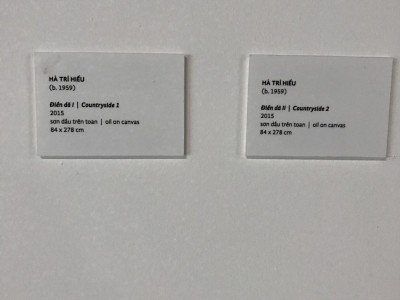 HÀ TRÍ HIẾU
(b. 1959)
Điền dã I | Countryside 1
2015
sơn dầu trên toan | oil on canvas
84 x 278 cm
HÀ TRÍ HIẾU
(b. 1959)
Điền dã II | Countryside 2
2015
sơn dầu trên toan | oil on canvas
84 x 278 cm